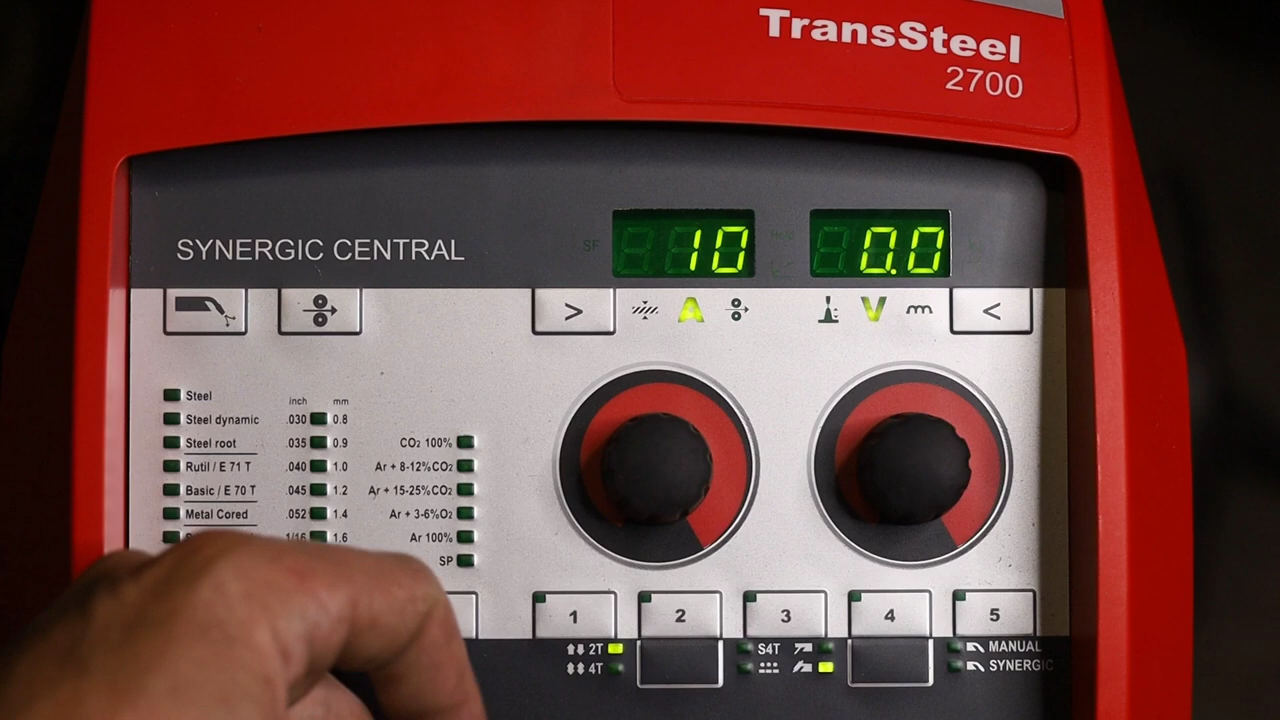 TransSteel
2700
SF
10
Hold
0.0
SYNERGIC CENTRAL
>
A
V
<
Steel
inch mm
Steel dynamic .030 0.8
Steel root .035 0.9 CO2 100%
Rutil / E 71 T .040 1.0 Ar + 8-12%CO2
Basic / E 70 T .045 1.2 Ar + 15-25%CO2
Metal Cored .052 1.4 Ar + 3-6%O2
1/16 1.6 Ar 100%
SP
1 2 3 4 5
2T S4T MANUAL
4T SYNERGIC